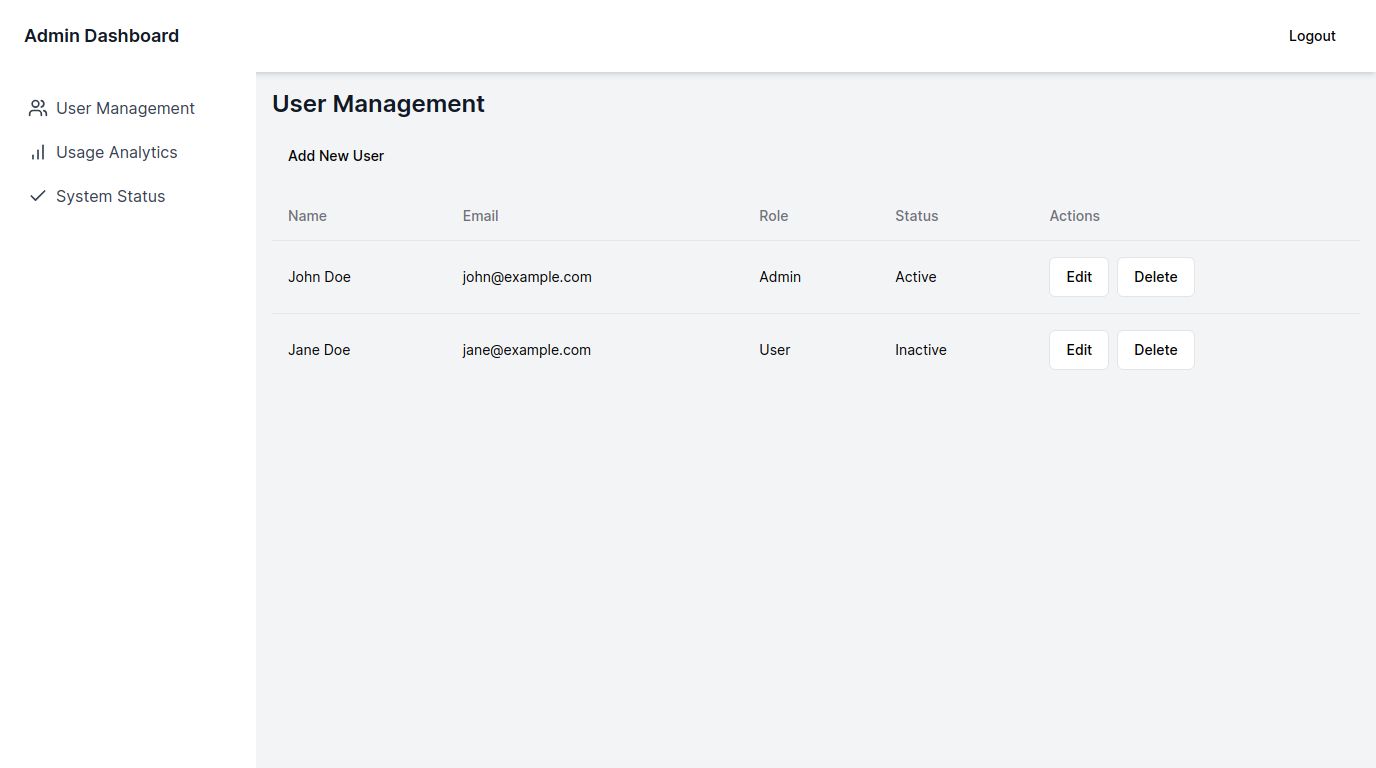 Admin Dashboard
Logout
User Management
Usage Analytics
System Status
User Management
Add New User
Name Email Role Status Actions
John Doe john@example.com Admin Active Edit Delete
Jane Doe jane@example.com User Inactive Edit Delete